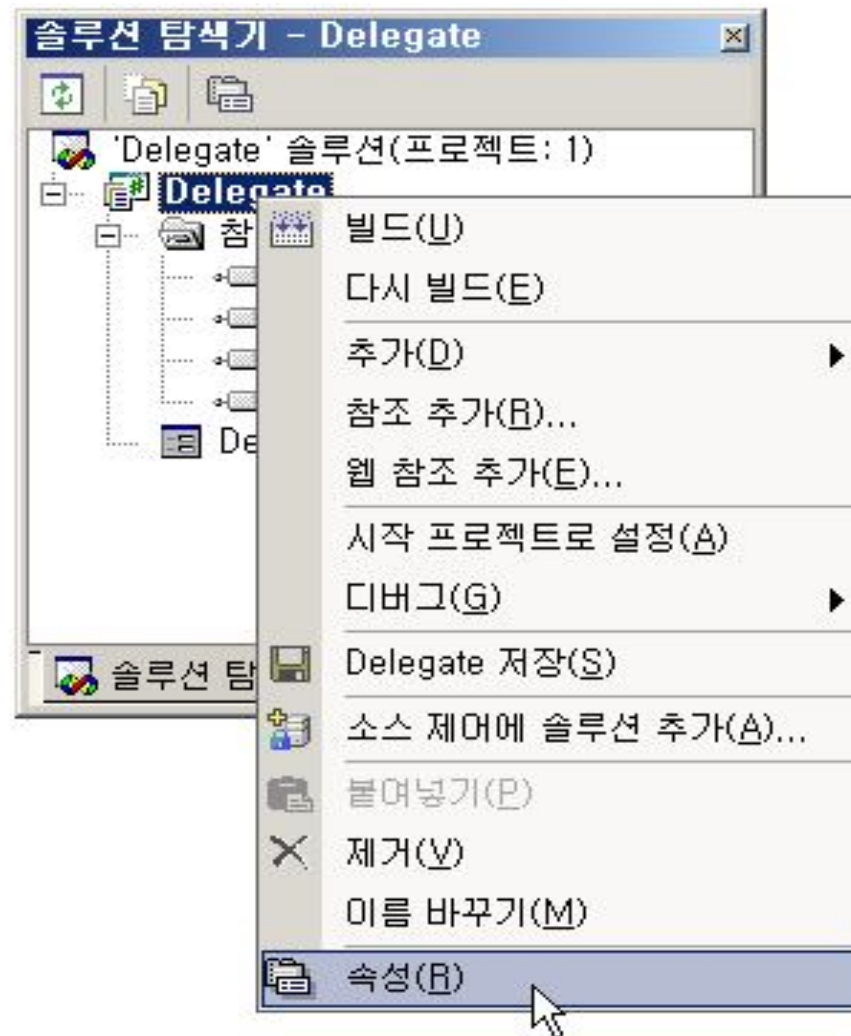 솔루션 탐색기 - Delegate
'Delegate' 솔루션(프로젝트: 1)
Delegate
참
De
솔루션 탐
빌드(U)
다시 빌드(E)
추가(D)
참조 추가(R)...
웹 참조 추가(E)...
시작 프로젝트로 설정(A)
디버그(G)
Delegate 저장(S)
소스 제어에 솔루션 추가(A)...
붙여넣기(P)
제거(V)
이름 바꾸기(M)
속성(R)